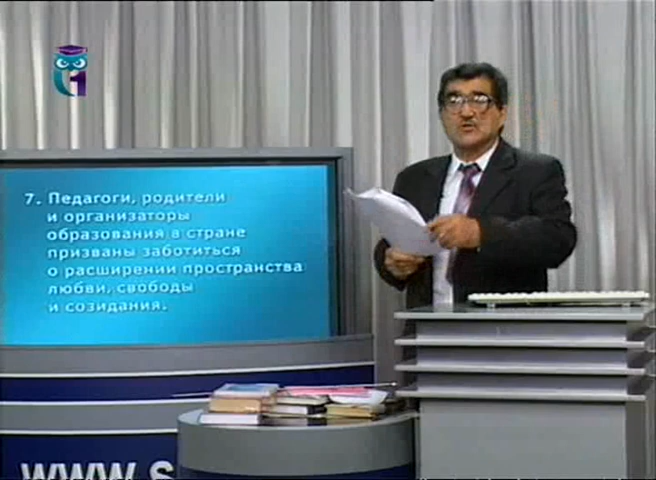 7. Педагоги, родители
и организаторы
образования в стране
призваны заботиться
о расширении пространства
любви, свободы
и созидания.
www.s